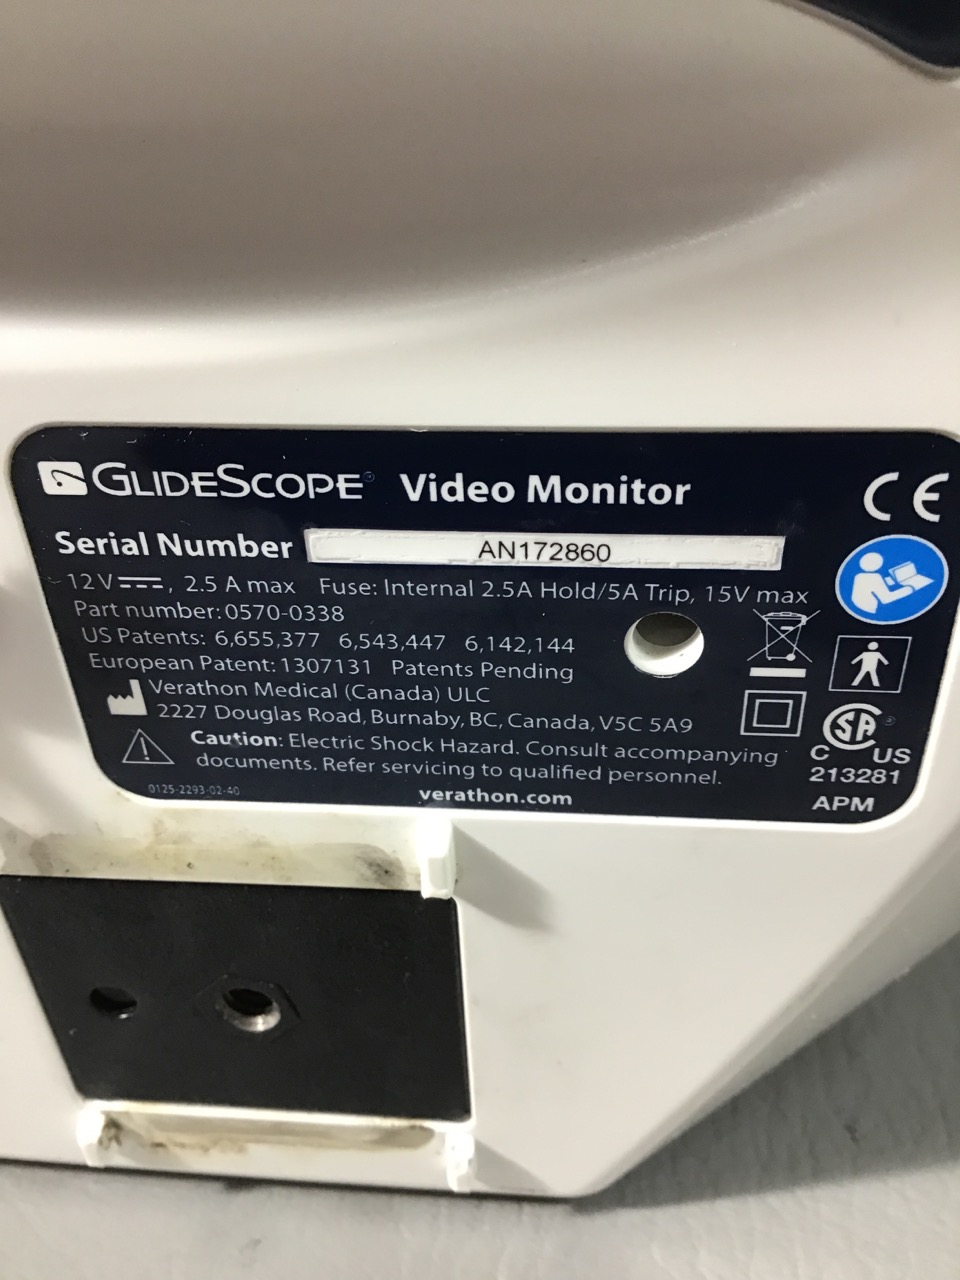 GLIDESCOPE® Video Monitor
CE
Serial Number AN172860
12V, 2.5 A max Fuse: Internal 2.5A Hold/5A Trip, 15V max
Part number: 0570-0338
US Patents: 6,655,377 6,543,447 6,142,144
European Patent: 1307131 Patents Pending
Verathon Medical (Canada) ULC
2227 Douglas Road, Burnaby, BC, Canada, V5C 5A9
Caution: Electric Shock Hazard. Consult accompanying
documents. Refer servicing to qualified personnel.
0125-2293-02-40
verathon.com
SA®
C US
213281
APM